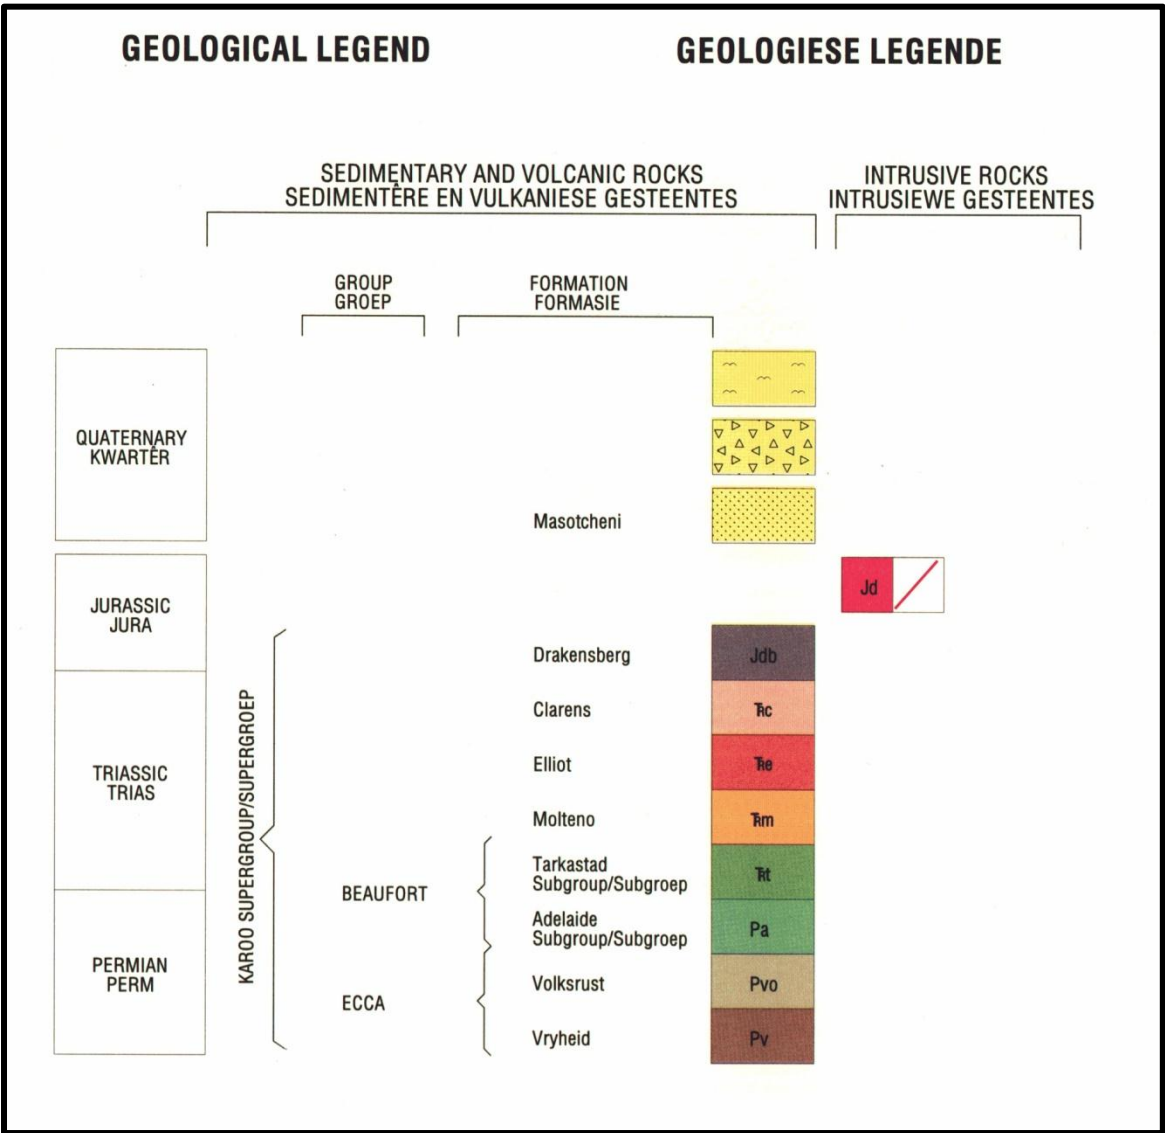 GEOLOGICAL LEGEND
GEOLOGIESE LEGENDE
SEDIMENTARY AND VOLCANIC ROCKS
SEDIMENTÊRE EN VULKANIESE GESTEENTES
INTRUSIVE ROCKS
INTRUSIEWE GESTEENTES
GROUP
GROEP
FORMATION
FORMASIE
QUATERNARY
KWARTÊR
Masotcheni
JURASSIC
JURA
Jd
KAROO SUPERGROUP/SUPERGROEP
Drakensberg
Jdb
Clarens
TRc
TRIASSIC
TRIAS
Elliot
TRe
Molteno
TRm
BEAUFORT
Tarkastad
Subgroup/Subgroep
TRt
Adelaide
Subgroup/Subgroep
Pa
PERMIAN
PERM
ECCA
Volksrust
Pvo
Vryheid
Pv